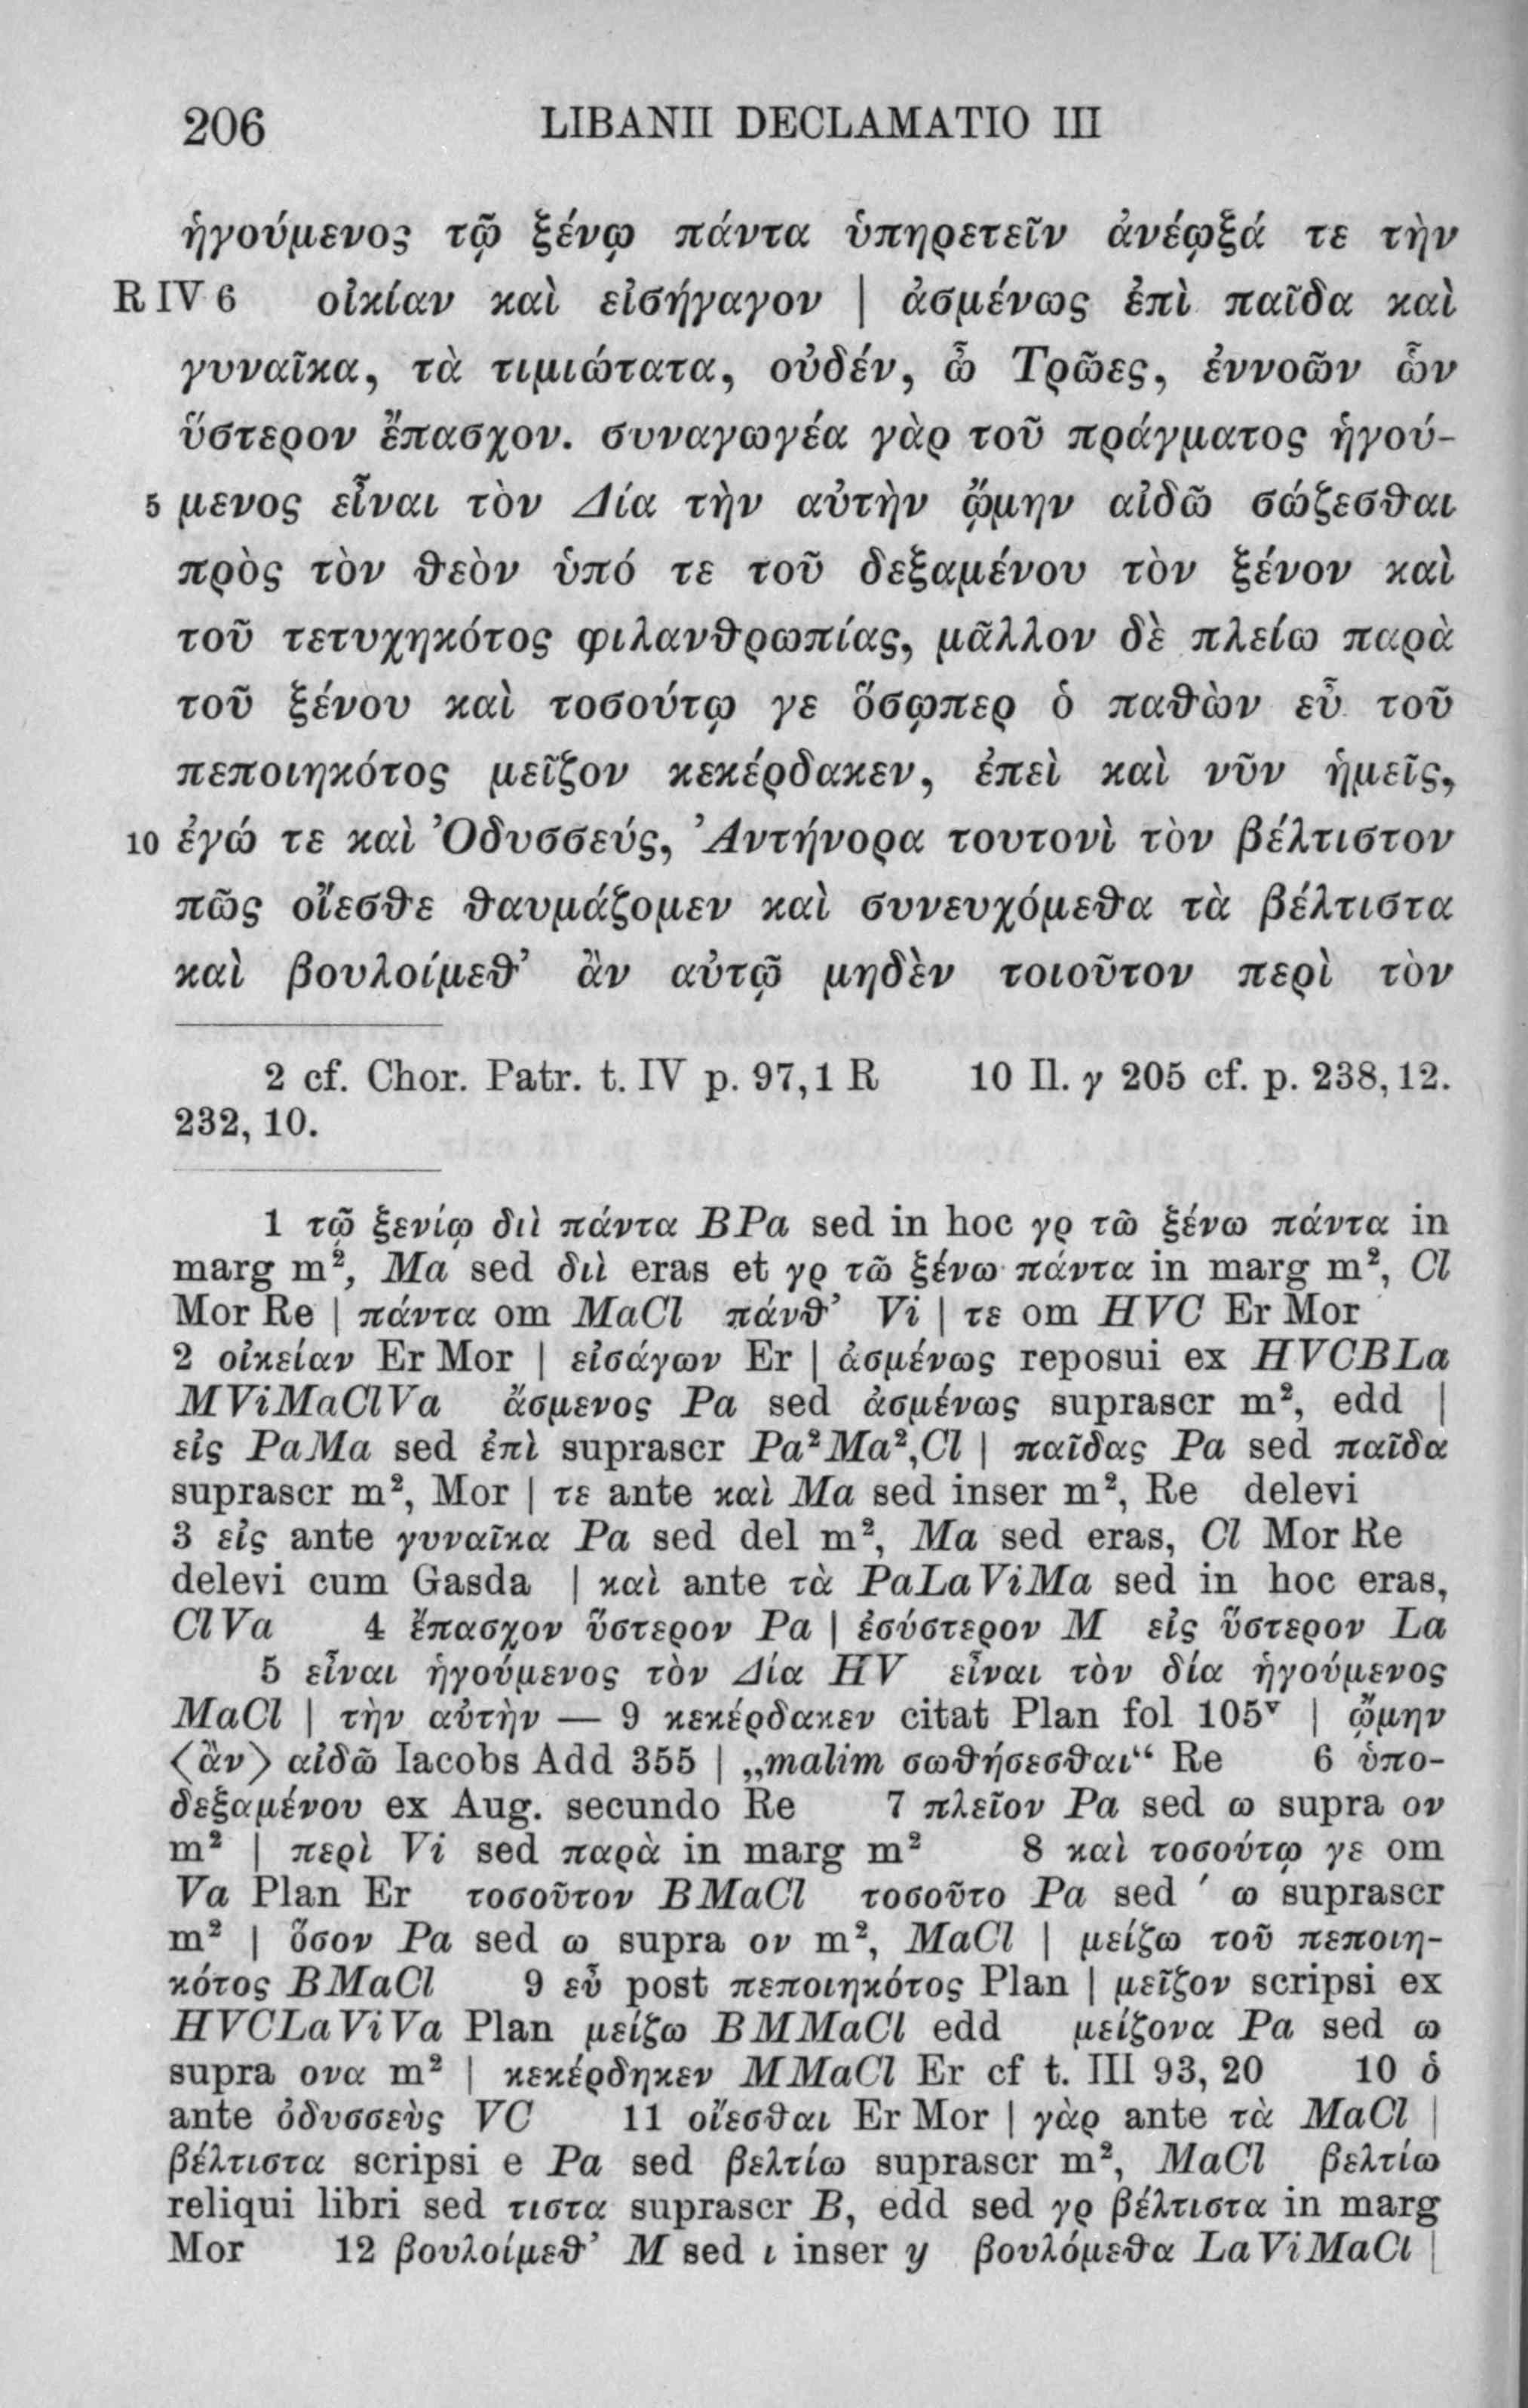 206 LIBANII DECLAMATIO III
ἡγούμενος τῷ ξένῳ πάντα ὑπηρετεῖν ἀνέῳξά τε τὴν
R IV 6 οἰκίαν καὶ εἰσήγαγον | ἀσμένως ἐπὶ παῖδα καὶ
γυναῖκα, τὰ τιμιώτατα, οὐδέν, ὦ Τρῶες, ἐννοῶν ὧν
ὕστερον ἔπασχον. συναγωγέα γὰρ τοῦ πράγματος ἡγού-
5 μενος εἶναι τὸν Δία τὴν αὐτὴν ᾤμην αἰδῶ σώζεσθαι
πρὸς τὸν θεὸν ὑπό τε τοῦ δεξαμένου τὸν ξένον καὶ
τοῦ τετυχηκότος φιλανθρωπίας, μᾶλλον δὲ πλείω παρὰ
τοῦ ξένου καὶ τοσούτῳ γε ὅσῳπερ ὁ παθὼν εὖ τοῦ
πεποιηκότος μεῖζον κεκέρδακεν, ἐπεὶ καὶ νῦν ἡμεῖς,
10 ἐγώ τε καὶ Ὀδυσσεύς, Ἀντήνορα τουτονὶ τὸν βέλτιστον
πῶς οἴεσθε θαυμάζομεν καὶ συνευχόμεθα τὰ βέλτιστα
καὶ βουλοίμεθ’ ἂν αὐτῷ μηδὲν τοιοῦτον περὶ τὸν
2 cf. Chor. Patr. t. IV p. 97,1 R 10 Il. γ 205 cf. p. 238,12.
232,10.
1 τῷ ξενίῳ διὶ πάντα BPa sed in hoc γρ τῶ ξένω πάντα in
marg m², Ma sed διὶ eras et γρ τῶ ξένω πάντα in marg m², Cl
Mor Re | πάντα om MaCl πάνθ’ Vi | τε om HVC Er Mor
2 οἰκείαν Er Mor | εἰσάγων Er | ἀσμένως reposui ex HVCBLa
MViMaClVa ἄσμενος Pa sed ἀσμένως suprascr m², edd |
εἰς PaMa sed ἐπὶ suprascr Pa²Ma²,Cl | παῖδας Pa sed παῖδα
suprascr m², Mor | τε ante καὶ Ma sed inser m², Re delevi
3 εἰς ante γυναῖκα Pa sed del m², Ma sed eras, Cl Mor Re
delevi cum Gasda | καὶ ante τὰ PaLaViMa sed in hoc eras,
ClVa 4 ἔπασχον ὕστερον Pa | ἐσύστερον M εἰς ὕστερον La
5 εἶναι ἡγούμενος τὸν Δία HV εἶναι τὸν δία ἡγούμενος
MaCl | τὴν αὐτὴν — 9 κεκέρδακεν citat Plan fol 105ᵛ | ᾤμην
⟨ἂν⟩ αἰδῶ Iacobs Add 355 | „malim σωθήσεσθαι“ Re 6 ὑπο-
δεξαμένου ex Aug. secundo Re 7 πλεῖον Pa sed ω supra ον
m² | περὶ Vi sed παρὰ in marg m² 8 καὶ τοσούτῳ γε om
Va Plan Er τοσοῦτον BMaCl τοσοῦτο Pa sed ´ ω suprascr
m² | ὅσον Pa sed ω supra ον m², MaCl | μείζω τοῦ πεποιη-
κότος BMaCl 9 εὖ post πεποιηκότος Plan | μεῖζον scripsi ex
HVCLaViVa Plan μείζω BMMaCl edd μείζονα Pa sed ω
supra ονα m² | κεκέρδηκεν MMaCl Er cf t. III 93,20 10 ὁ
ante ὀδυσσεὺς VC 11 οἴεσθαι Er Mor | γὰρ ante τὰ MaCl |
βέλτιστα scripsi e Pa sed βελτίω suprascr m², MaCl βελτίω
reliqui libri sed τιστα suprascr B, edd sed γρ βέλτιστα in marg
Mor 12 βουλοίμεθ’ M sed ι inser y βουλόμεθα LaViMaCl |